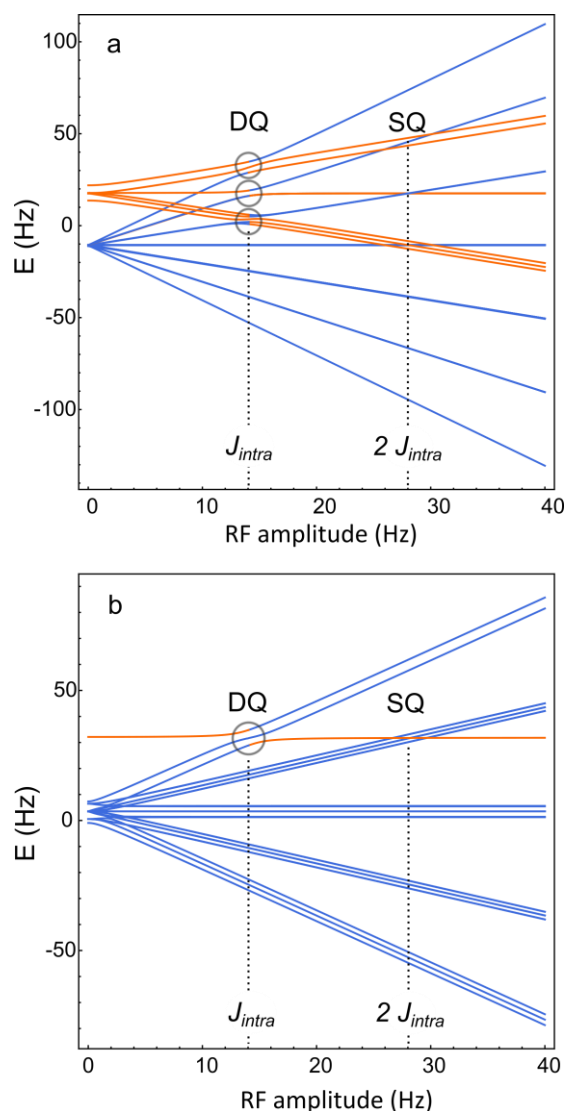 a
100
50
0
-50
-100
E (Hz)
DQ
SQ
J_intra
2 J_intra
0
10
20
30
40
RF amplitude (Hz)
b
50
0
-50
E (Hz)
DQ
SQ
J_intra
2 J_intra
0
10
20
30
40
RF amplitude (Hz)